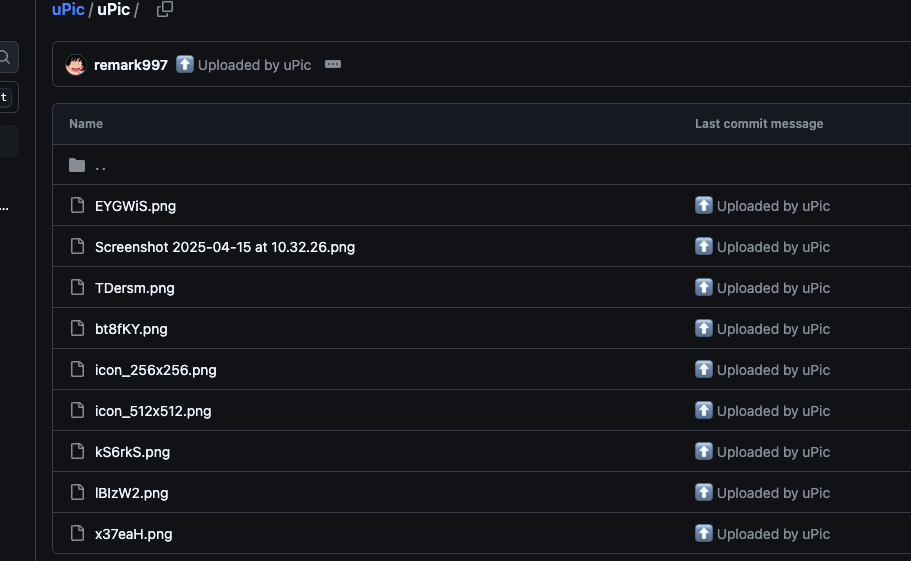 uPic / uPic /
remark997 ⬆️ Uploaded by uPic
t
Name Last commit message
..
...
EYGWiS.png ⬆️ Uploaded by uPic
Screenshot 2025-04-15 at 10.32.26.png ⬆️ Uploaded by uPic
TDersm.png ⬆️ Uploaded by uPic
bt8fKY.png ⬆️ Uploaded by uPic
icon_256x256.png ⬆️ Uploaded by uPic
icon_512x512.png ⬆️ Uploaded by uPic
kS6rkS.png ⬆️ Uploaded by uPic
⬆️ Uploaded by uPic
x37eaH.png ⬆️ Uploaded by uPic